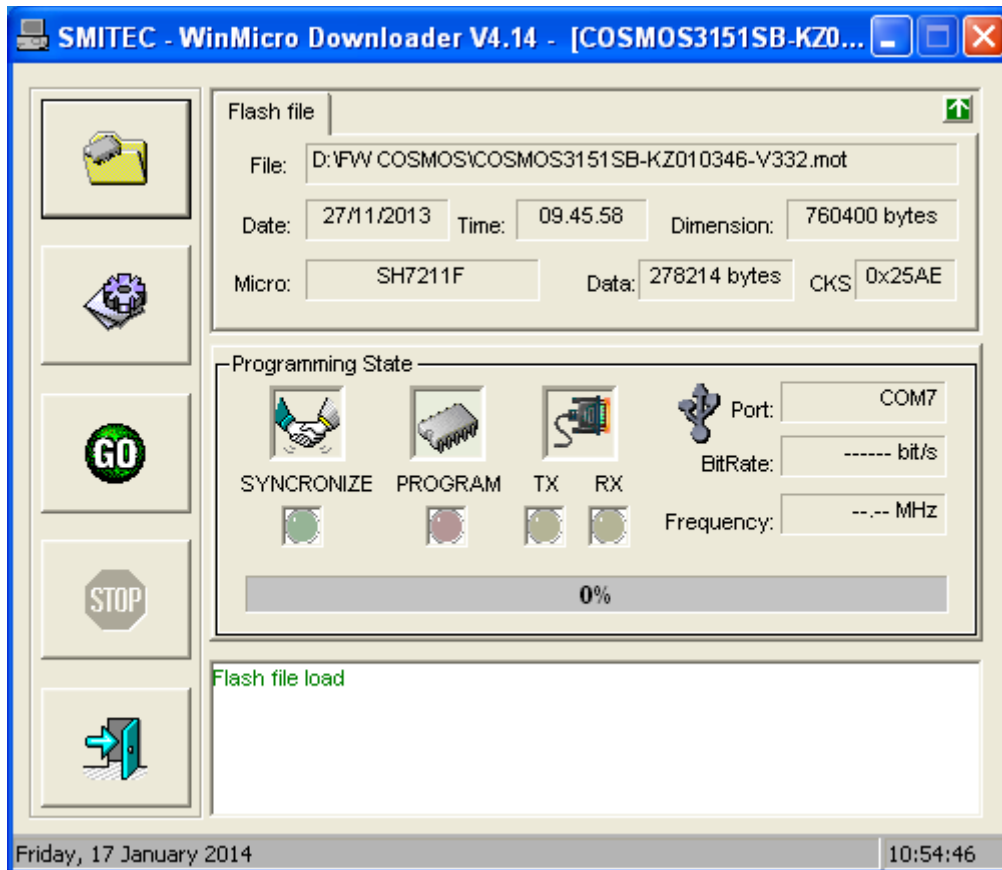 SMITEC - WinMicro Downloader V4.14 - [COSMOS3151SB-KZ0...
Flash file
File: D:\FW COSMOS\COSMOS3151SB-KZ010346-V332.mot
Date: 27/11/2013 Time: 09.45.58 Dimension: 760400 bytes
Micro: SH7211F Data: 278214 bytes CKS 0x25AE
Programming State
Port: COM7
BitRate: ------ bit/s
SYNCRONIZE PROGRAM TX RX
Frequency: --.-- MHz
0%
GO
STOP
Flash file load
Friday, 17 January 2014 10:54:46